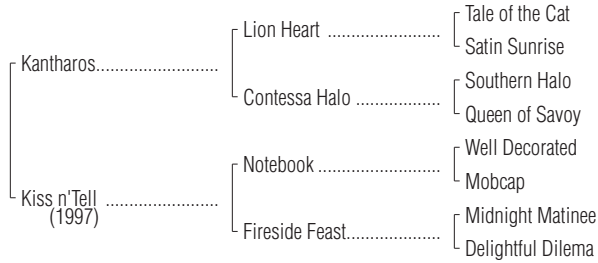 Tale of the Cat
Lion Heart ....................
Satin Sunrise
Kantharos......................
Southern Halo
Contessa Halo ...............
Queen of Savoy
Well Decorated
Notebook ......................
Mobcap
Kiss n'Tell ....................
(1997)
Midnight Matinee
Fireside Feast.................
Delightful Dilema